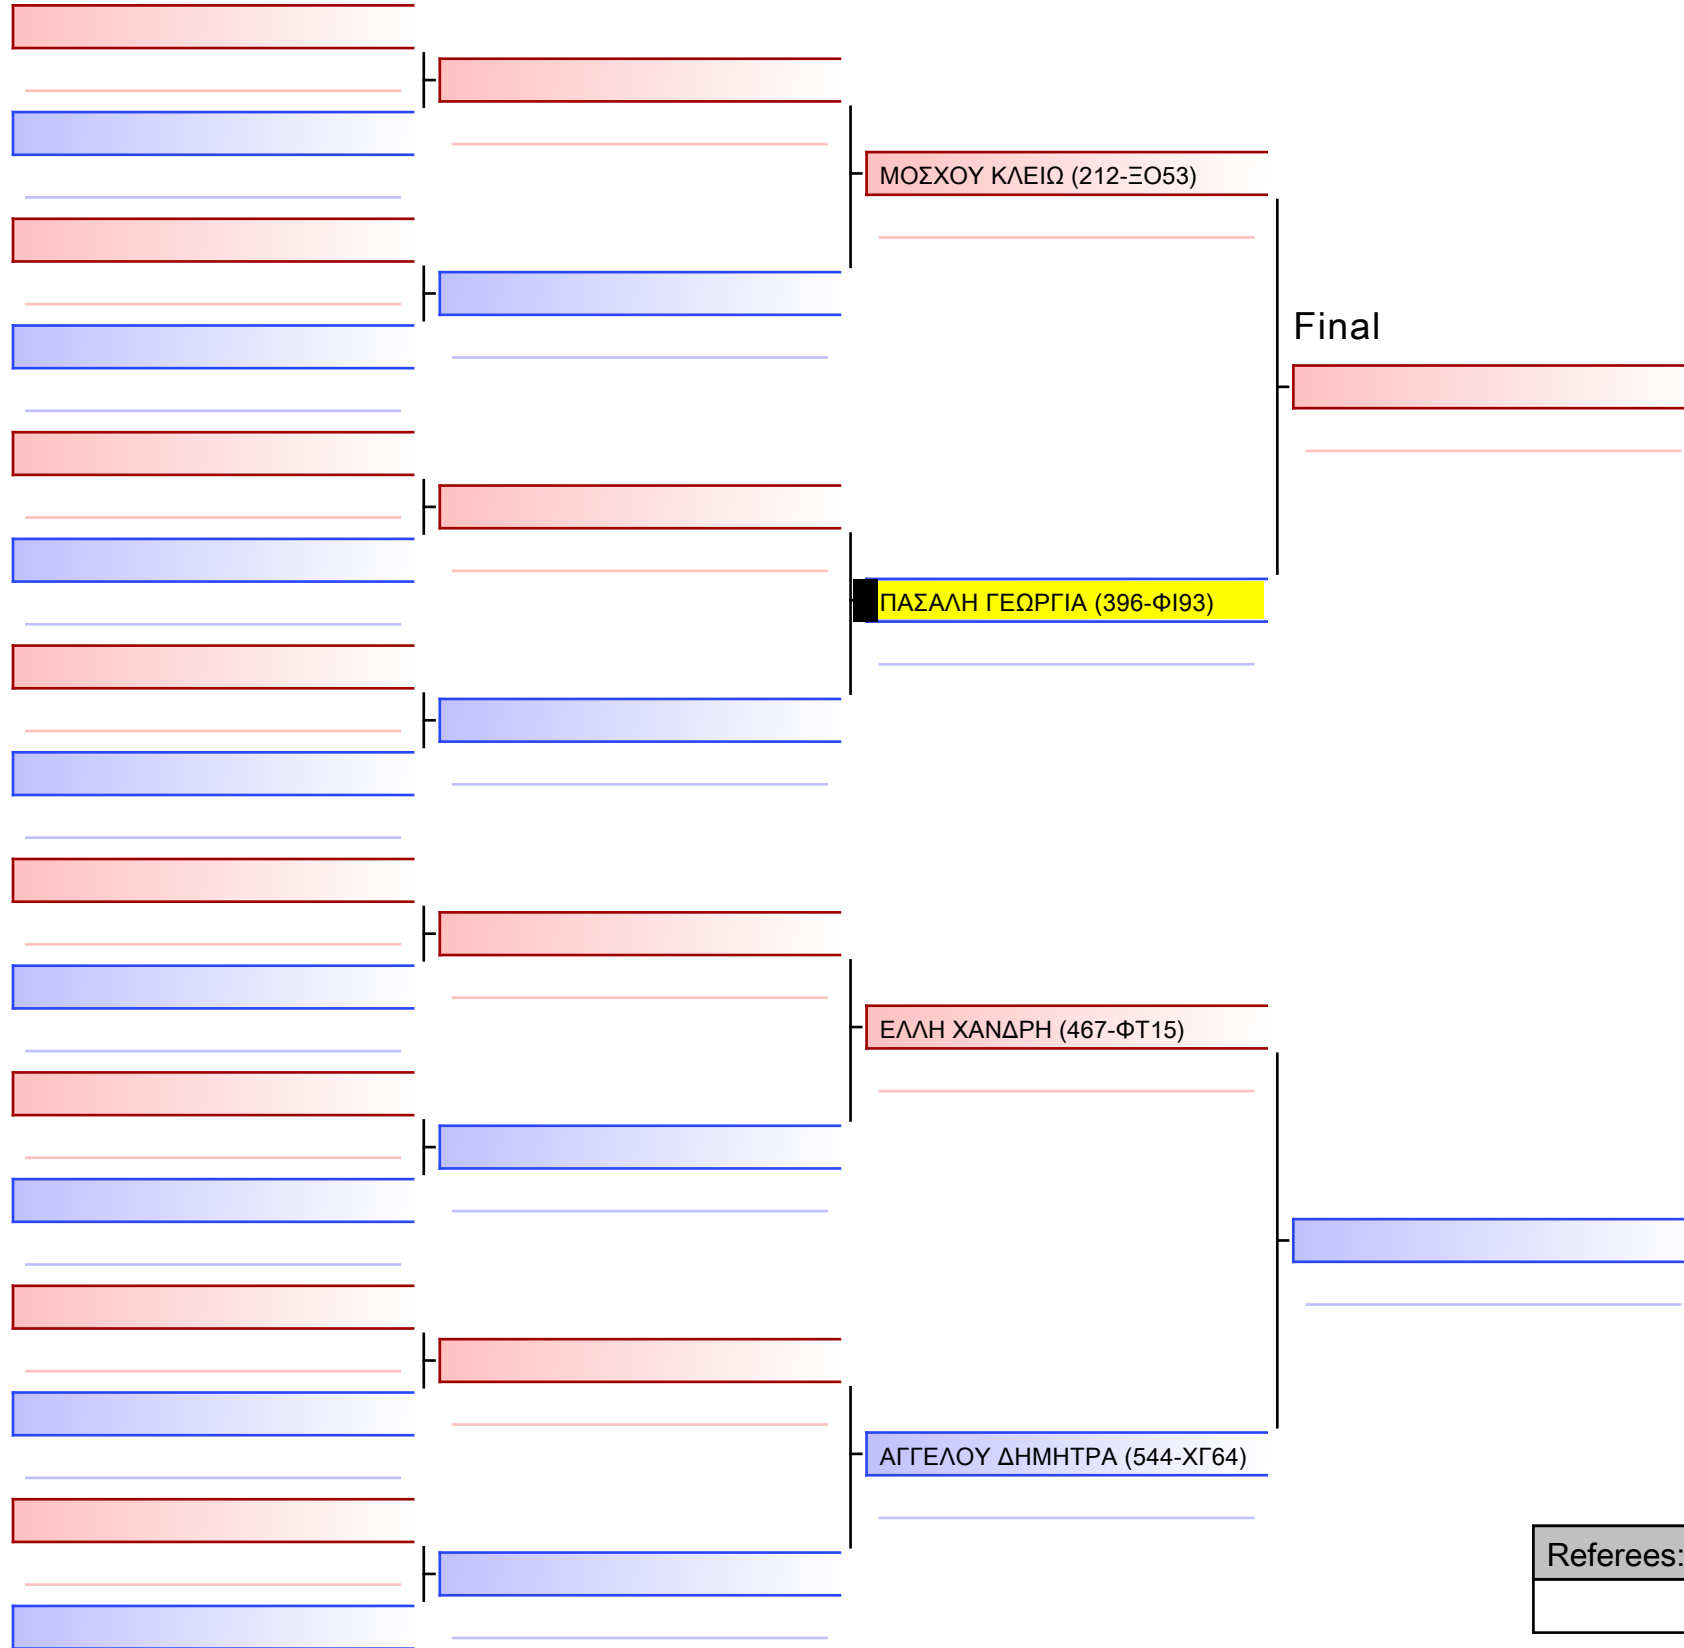 ΜΟΣΧΟΥ ΚΛΕΙΩ (212-ΞΟ53)
Final
ΠΑΣΑΛΗ ΓΕΩΡΓΙΑ (396-ΦΙ93)
ΕΛΛΗ ΧΑΝΔΡΗ (467-ΦΤ15)
ΑΓΓΕΛΟΥ ΔΗΜΗΤΡΑ (544-ΧΓ64)
Referees: